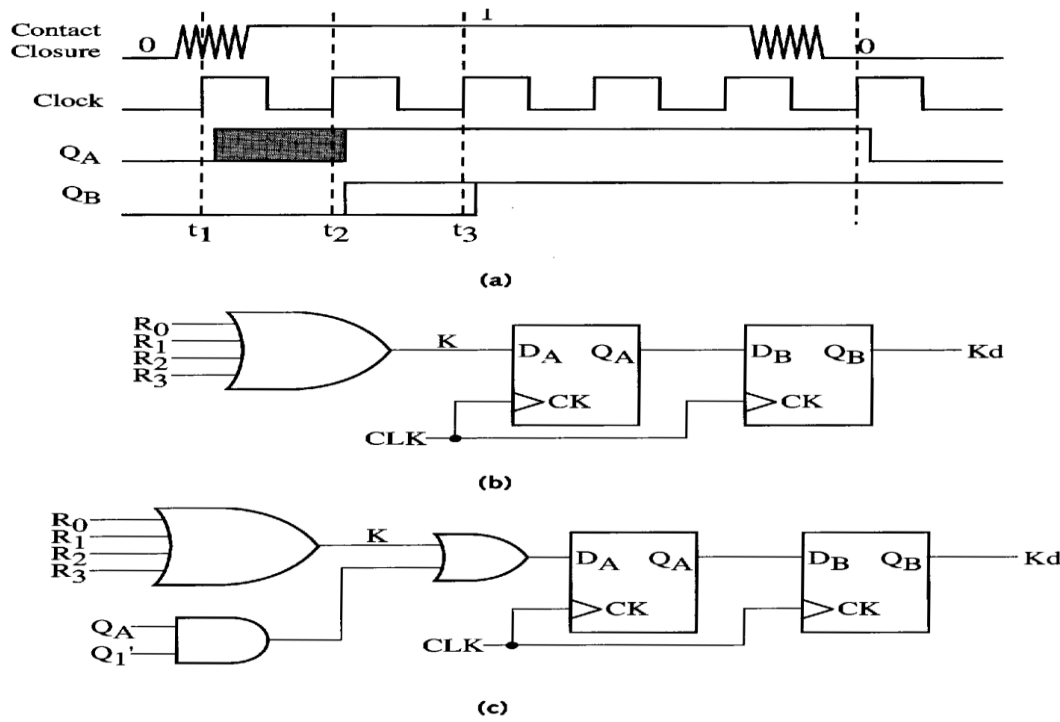 Contact
Closure
0
1
0
Clock
QA
QB
t1
t2
t3
(a)
R0
R1
R2
R3
K
DA
QA
CK
DB
QB
CK
Kd
CLK
(b)
R0
R1
R2
R3
K
DA
QA
CK
DB
QB
CK
Kd
QA
Q1'
CLK
(c)